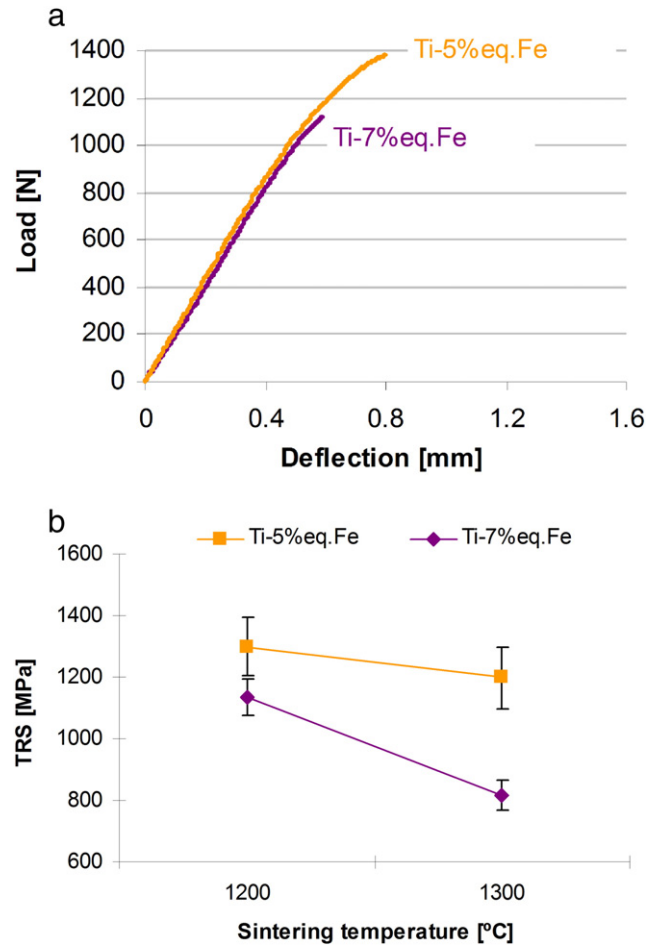 a
1400
Ti-5%eq.Fe
1200
Ti-7%eq.Fe
1000
800
600
400
200
0
Load [N]
0 0.4 0.8 1.2 1.6
Deflection [mm]
b
Ti-5%eq.Fe Ti-7%eq.Fe
1600
1400
1200
1000
800
600
TRS [MPa]
1200 1300
Sintering temperature [ºC]